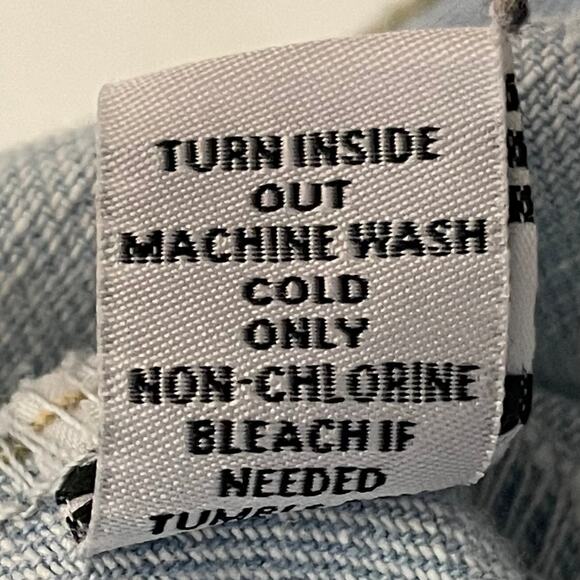 TURN INSIDE
OUT
MACHINE WASH
COLD
ONLY
NON-CHLORINE
BLEACH IF
NEEDED